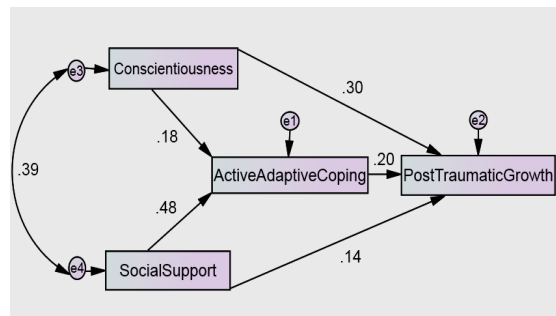 e3
Conscientiousness
.30
e1
e2
.18
.39
ActiveAdaptiveCoping
.20
PostTraumaticGrowth
.48
.14
e4
SocialSupport